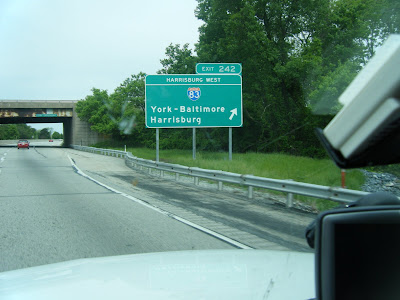 EXIT 242
HARRISBURG WEST
83
York-Baltimore
Harrisburg